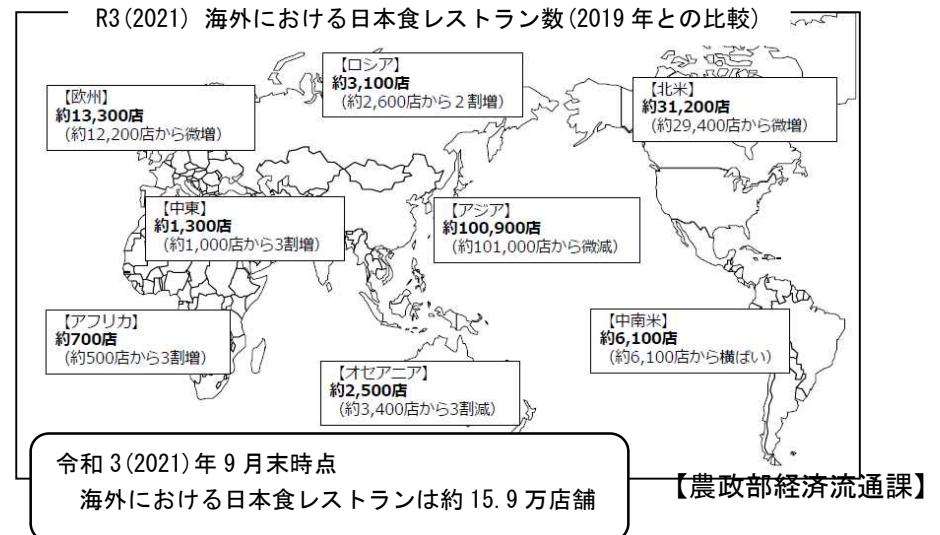 R3(2021) 海外における日本食レストラン数(2019 年との比較)
【ロシア】
約3,100店
(約2,600店から２割増)
【欧州】
約13,300店
(約12,200店から微増)
【北米】
約31,200店
(約29,400店から微増)
【中東】
約1,300店
(約1,000店から3割増)
【アジア】
約100,900店
(約101,000店から微減)
【アフリカ】
約700店
(約500店から3割増)
【中南米】
約6,100店
(約6,100店から横ばい)
【オセアニア】
約2,500店
(約3,400店から3割減)
令和 3(2021)年 9 月末時点
海外における日本食レストランは約 15.9 万店舗
【農政部経済流通課】